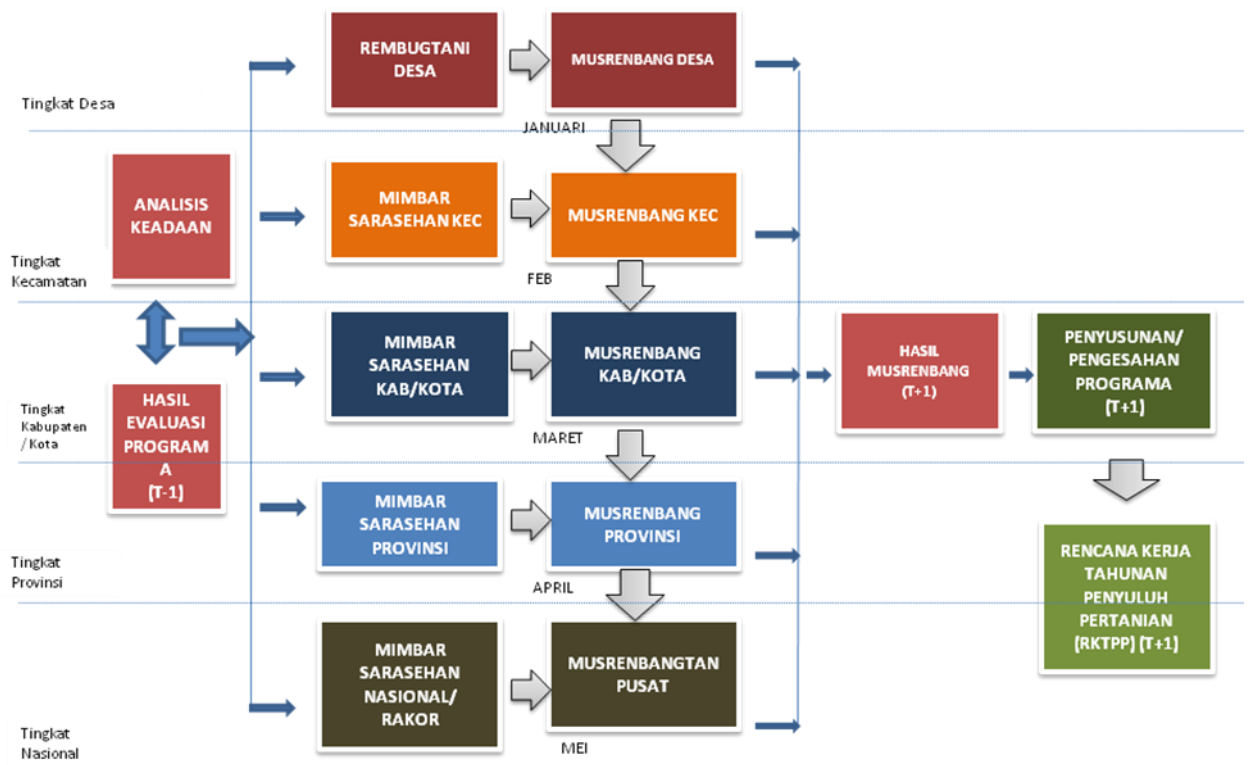 REMBUGTANI
DESA
MUSRENBANG DESA
Tingkat Desa
JANUARI
ANALISIS
KEADAAN
MIMBAR
SARASEHAN KEC
MUSRENBANG KEC
Tingkat
Kecamatan
FEB
MIMBAR
SARASEHAN
KAB/KOTA
MUSRENBANG
KAB/KOTA
HASIL
MUSRENBANG
(T+1)
PENYUSUNAN/
PENGESAHAN
PROGRAMA
(T+1)
Tingkat
Kabupaten
/ Kota
HASIL
EVALUASI
PROGRAM
A
(T-1)
MARET
MIMBAR
SARASEHAN
PROVINSI
MUSRENBANG
PROVINSI
Tingkat
Provinsi
APRIL
RENCANA KERJA
TAHUNAN
PENYULUH
PERTANIAN
(RKTPP) (T+1)
MIMBAR
SARASEHAN
NASIONAL/
RAKOR
MUSRENBANGTAN
PUSAT
Tingkat
Nasional
MEI